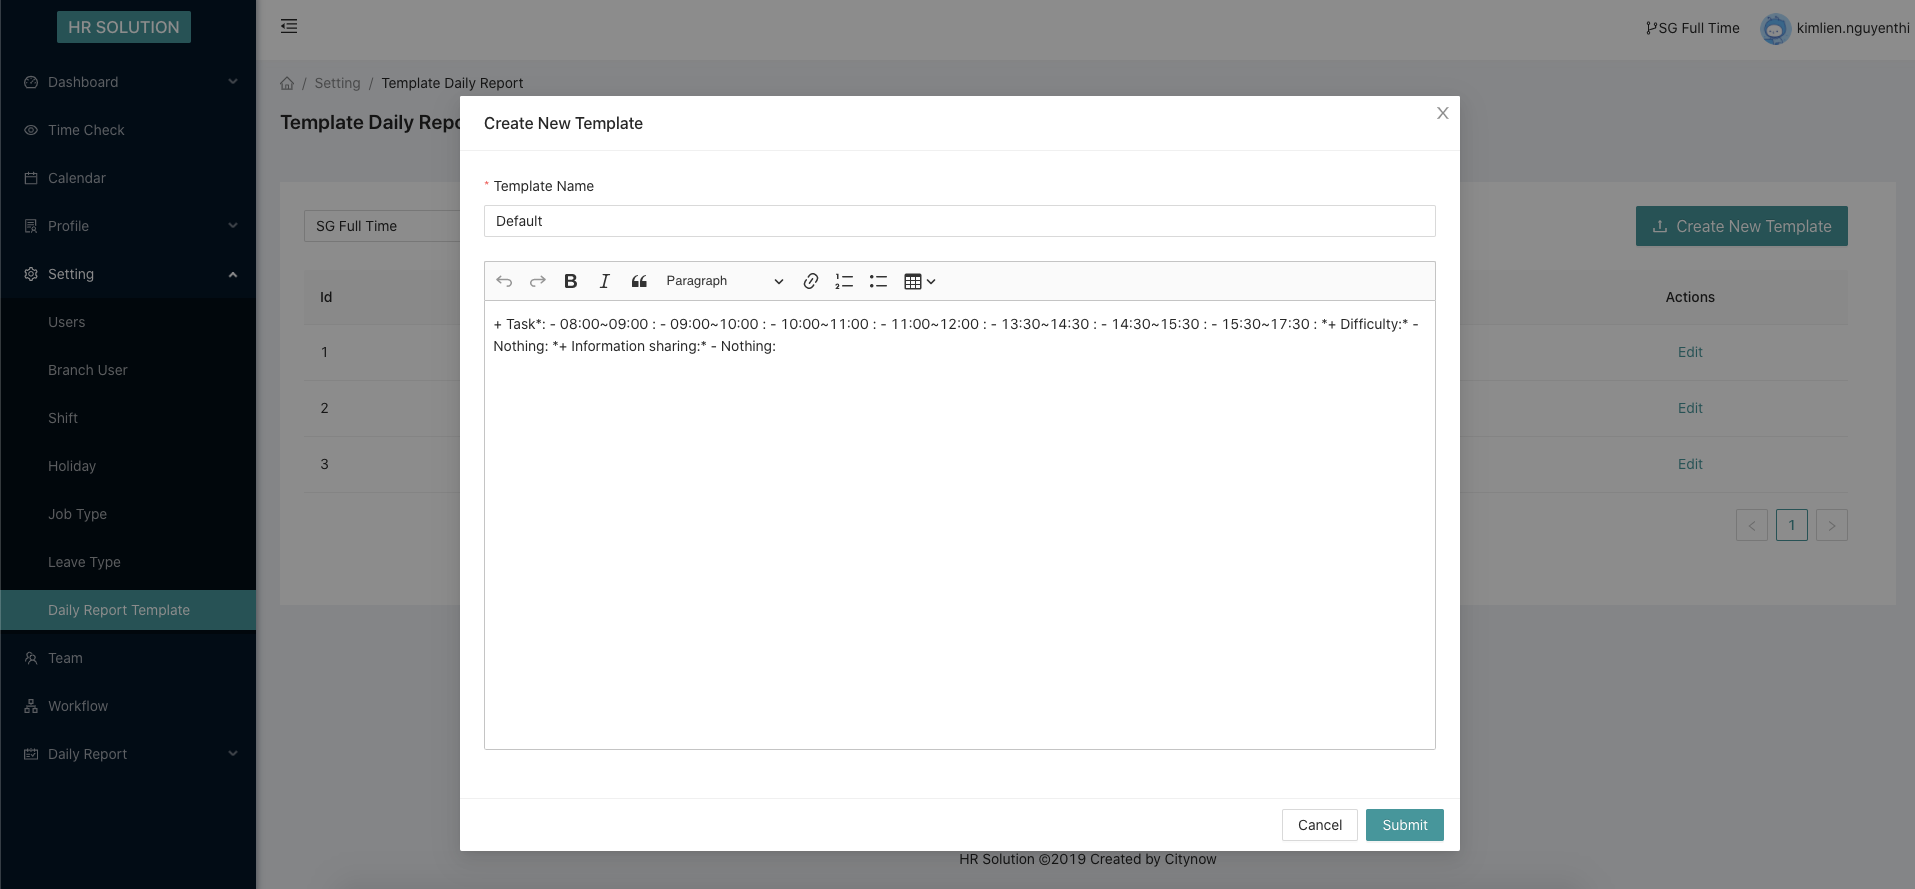 HR SOLUTION
SG Full Time
kimlien.nguyenthi
Dashboard
Time Check
Calendar
Profile
Setting
Users
Branch User
Shift
Holiday
Job Type
Leave Type
Daily Report Template
Team
Workflow
Daily Report
/ Setting / Template Daily Report
Template Daily Repo
SG Full Time
Create New Template
Id
Actions
1
Edit
2
Edit
3
Edit
< 1 >
Create New Template
X
* Template Name
Default
B I Paragraph
+ Task*: - 08:00~09:00 : - 09:00~10:00 : - 10:00~11:00 : - 11:00~12:00 : - 13:30~14:30 : - 14:30~15:30 : - 15:30~17:30 : *+ Difficulty:* -
Nothing: *+ Information sharing:* - Nothing:
Cancel
Submit
HR Solution ©2019 Created by Citynow